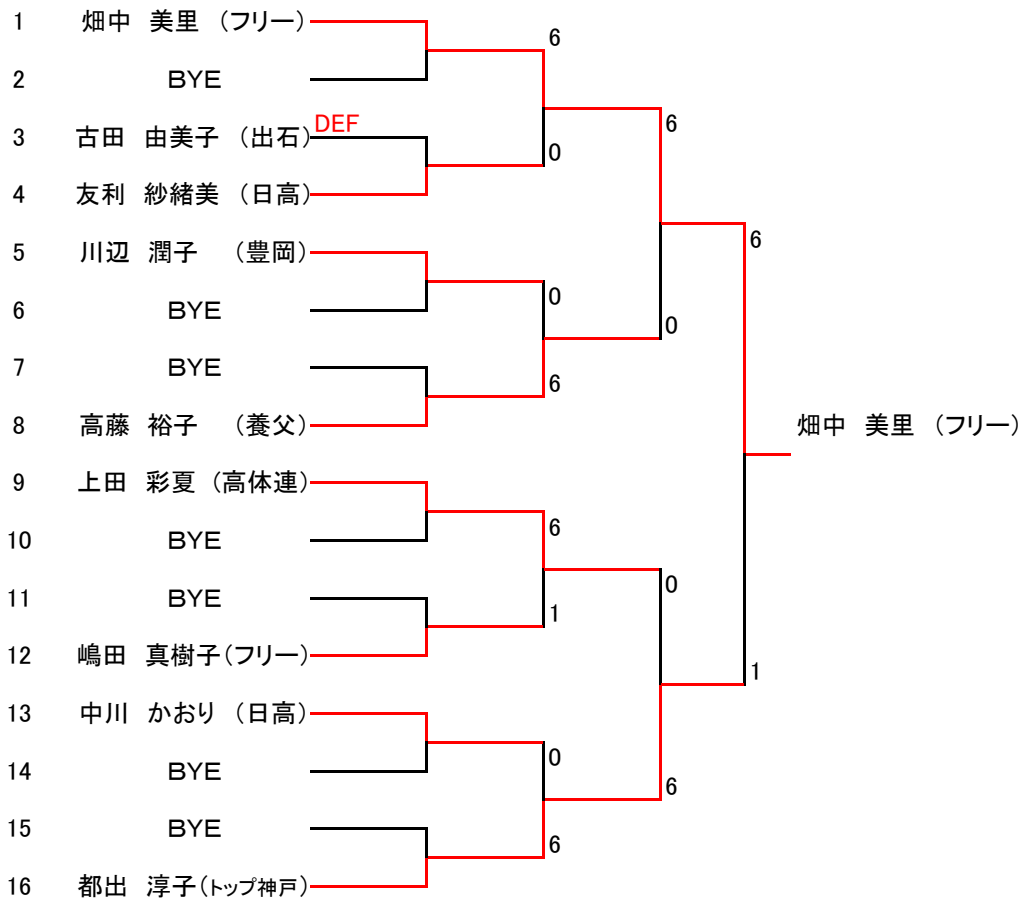 1 畑中 美里 (フリー)
6
2 BYE
DEF
3 古田 由美子 (出石)
6
0
4 友利 紗緒美 (日高)
5 川辺 潤子 (豊岡)
6
0
6 BYE
0
7 BYE
6
8 高藤 裕子 (養父)
畑中 美里 (フリー)
9 上田 彩夏 (高体連)
6
10 BYE
0
11 BYE
1
12 嶋田 真樹子(フリー)
1
13 中川 かおり (日高)
0
14 BYE
6
15 BYE
6
16 都出 淳子(トップ神戸)